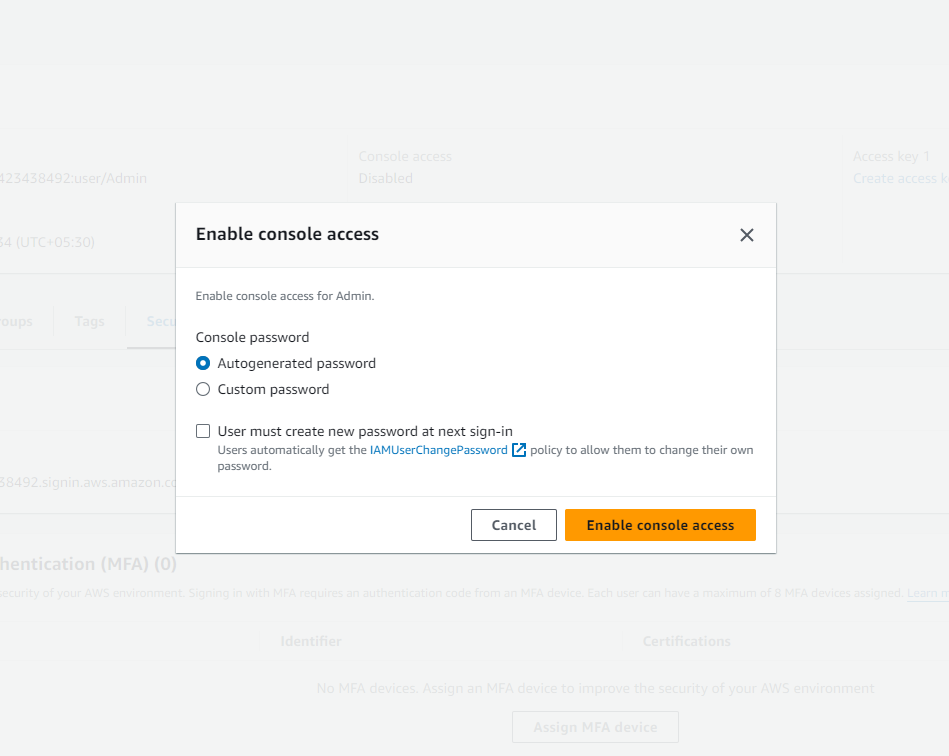 Console access
Access key 1
423438492:user/Admin
Disabled
Create access k
34 (UTC+05:30)
Enable console access
Enable console access for Admin.
oups
Tags
Secu
Console password
Autogenerated password
Custom password
User must create new password at next sign-in
Users automatically get the IAMUserChangePassword policy to allow them to change their own
password.
38492.signin.aws.amazon.co
Cancel
Enable console access
hentication (MFA) (0)
security of your AWS environment. Signing in with MFA requires an authentication code from an MFA device. Each user can have a maximum of 8 MFA devices assigned. Learn m
Identifier
Certifications
No MFA devices. Assign an MFA device to improve the security of your AWS environment
Assign MFA device